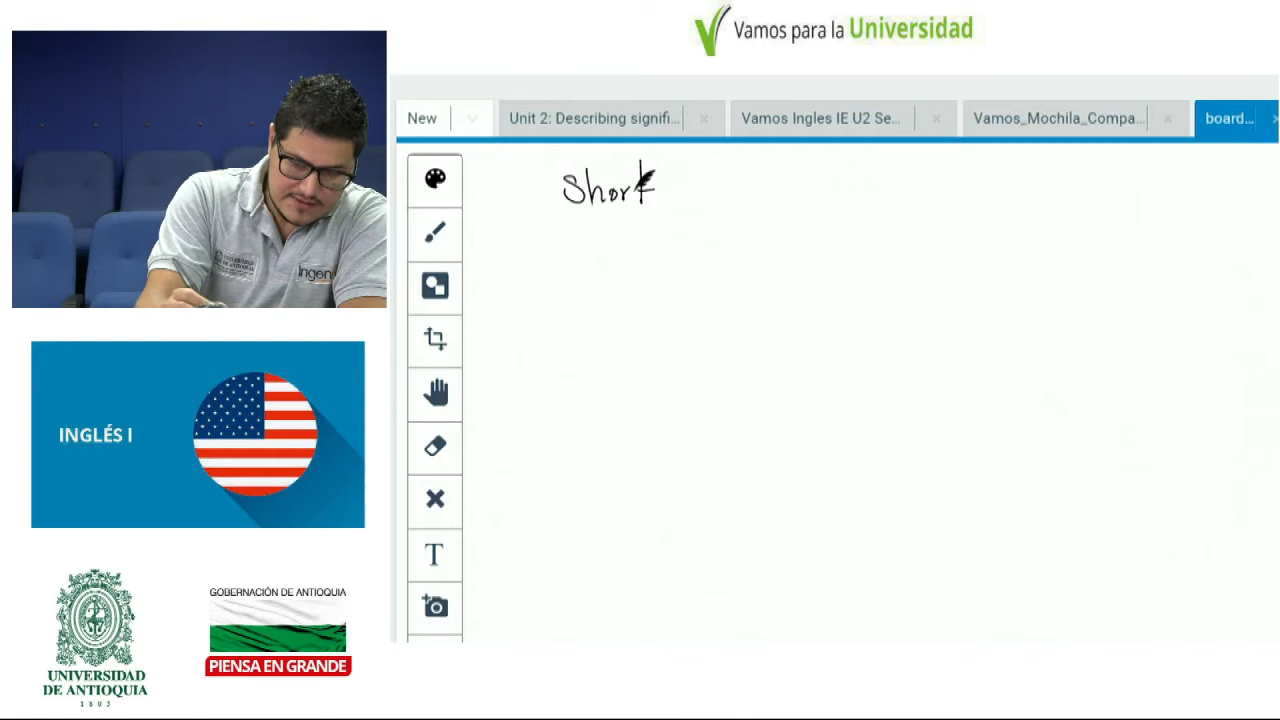 Vamos para la Universidad
New
Unit 2: Describing signifi...
Vamos Ingles IE U2 Se...
Vamos_Mochila_Compa...
board...
Short
T
INGLÉS I
UNIVERSIDAD
DE ANTIOQUIA
1803
GOBERNACIÓN DE ANTIOQUIA
PIENSA EN GRANDE